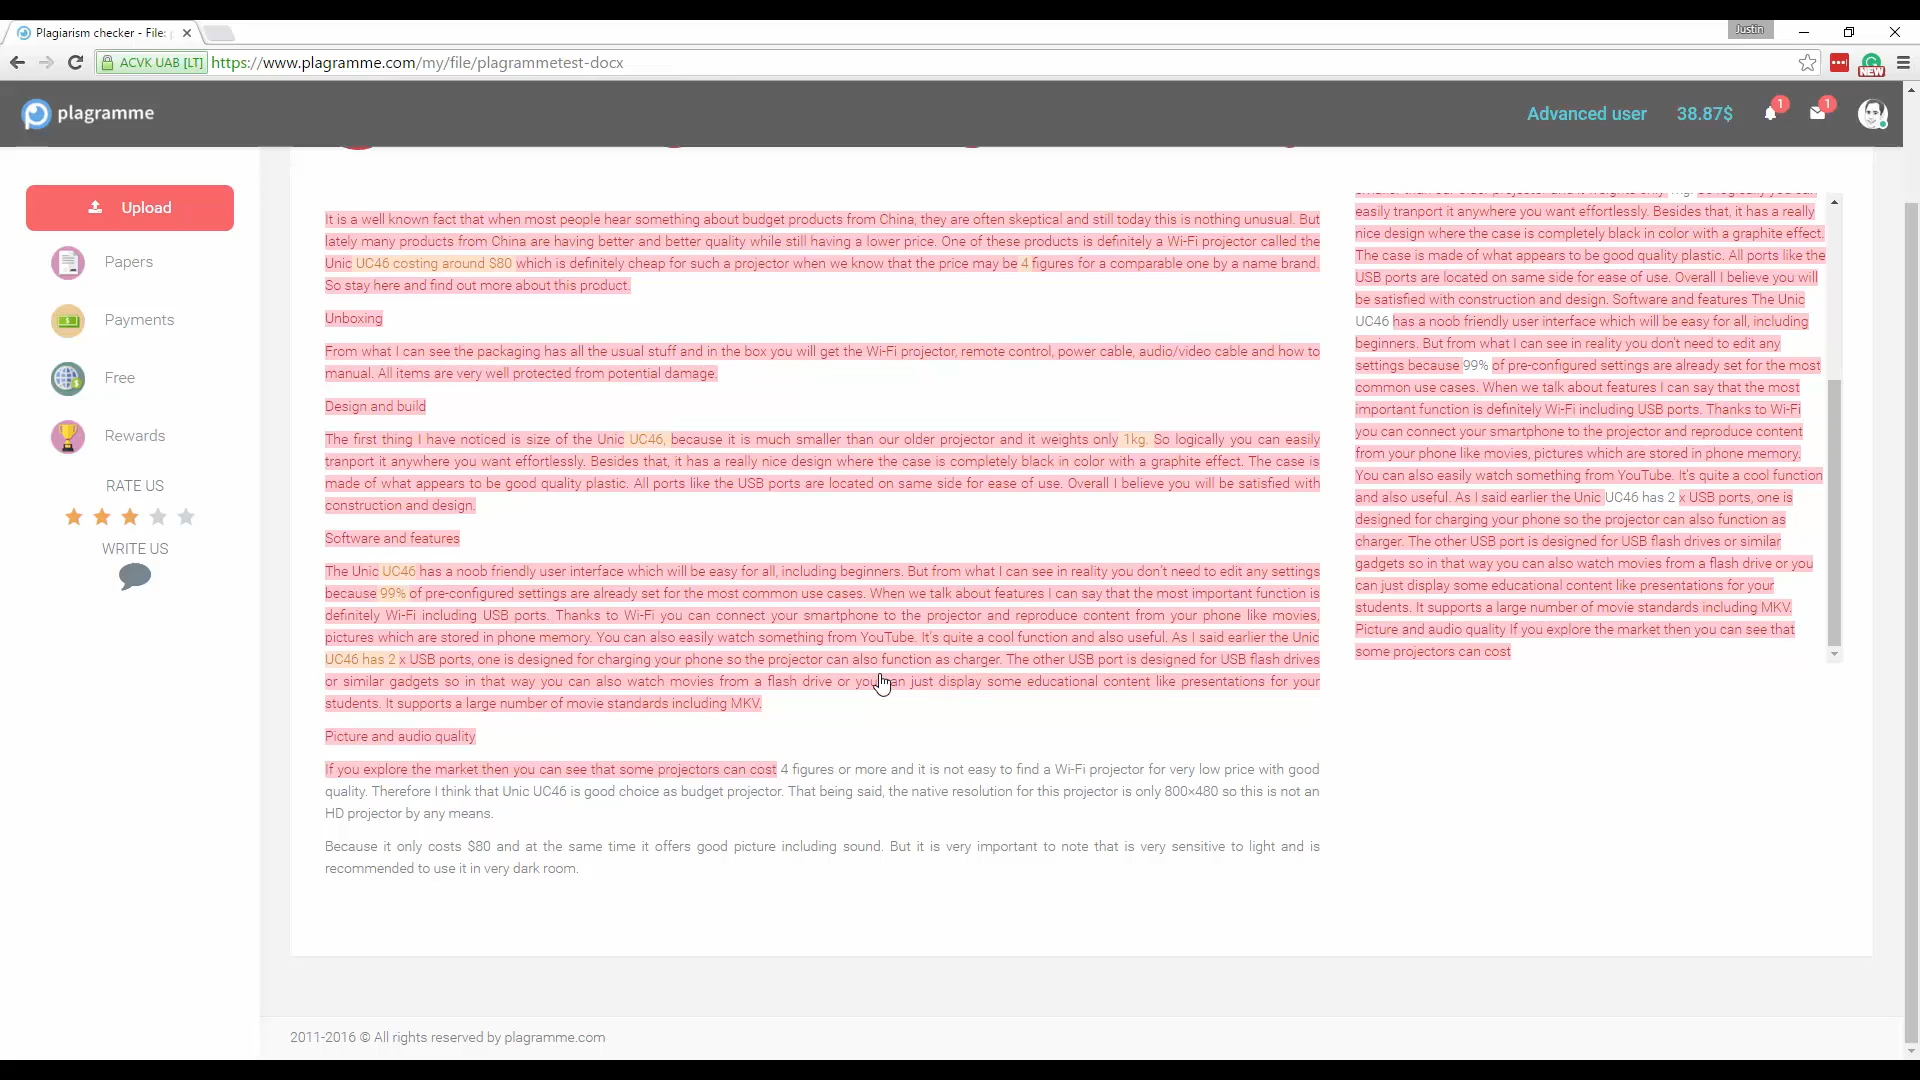 Justin
Plagiarism checker - File:
ACVK UAB [LT]
https://www.plagramme.com/my/file/plagrammetest-docx
NEW
plagramme
Advanced user
38.87$
1
1
Upload
Papers
Payments
Free
Rewards
RATE US
WRITE US
It is a well known fact that when most people hear something about budget products from China, they are often skeptical and still today this is nothing unusual. But
lately many products from China are having better and better quality while still having a lower price. One of these products is definitely a Wi-Fi projector called the
Unic UC46 costing around $80 which is definitely cheap for such a projector when we know that the price may be 4 figures for a comparable one by a name brand.
So stay here and find out more about this product.
Unboxing
From what I can see the packaging has all the usual stuff and in the box you will get the Wi-Fi projector, remote control, power cable, audio/video cable and how to
manual. All items are very well protected from potential damage.
Design and build
The first thing I have noticed is size of the Unic UC46, because it is much smaller than our older projector and it weights only 1kg. So logically you can easily
tranport it anywhere you want effortlessly. Besides that, it has a really nice design where the case is completely black in color with a graphite effect. The case is
made of what appears to be good quality plastic. All ports like the USB ports are located on same side for ease of use. Overall I believe you will be satisfied with
construction and design.
Software and features
The Unic UC46 has a noob friendly user interface which will be easy for all, including beginners. But from what I can see in reality you don't need to edit any settings
because 99% of pre-configured settings are already set for the most common use cases. When we talk about features I can say that the most important function is
definitely Wi-Fi including USB ports. Thanks to Wi-Fi you can connect your smartphone to the projector and reproduce content from your phone like movies,
pictures which are stored in phone memory. You can also easily watch something from YouTube. It's quite a cool function and also useful. As I said earlier the Unic
UC46 has 2 x USB ports, one is designed for charging your phone so the projector can also function as charger. The other USB port is designed for USB flash drives
or similar gadgets so in that way you can also watch movies from a flash drive or you can just display some educational content like presentations for your
students. It supports a large number of movie standards including MKV.
Picture and audio quality
If you explore the market then you can see that some projectors can cost 4 figures or more and it is not easy to find a Wi-Fi projector for very low price with good
quality. Therefore I think that Unic UC46 is good choice as budget projector. That being said, the native resolution for this projector is only 800×480 so this is not an
HD projector by any means.
Because it only costs $80 and at the same time it offers good picture including sound. But it is very important to note that is very sensitive to light and is
recommended to use it in very dark room.
easily tranport it anywhere you want effortlessly. Besides that, it has a really
nice design where the case is completely black in color with a graphite effect.
The case is made of what appears to be good quality plastic. All ports like the
USB ports are located on same side for ease of use. Overall I believe you will
be satisfied with construction and design. Software and features The Unic
UC46 has a noob friendly user interface which will be easy for all, including
beginners. But from what I can see in reality you don't need to edit any
settings because 99% of pre-configured settings are already set for the most
common use cases. When we talk about features I can say that the most
important function is definitely Wi-Fi including USB ports. Thanks to Wi-Fi
you can connect your smartphone to the projector and reproduce content
from your phone like movies, pictures which are stored in phone memory.
You can also easily watch something from YouTube. It's quite a cool function
and also useful. As I said earlier the Unic UC46 has 2 x USB ports, one is
designed for charging your phone so the projector can also function as
charger. The other USB port is designed for USB flash drives or similar
gadgets so in that way you can also watch movies from a flash drive or you
can just display some educational content like presentations for your
students. It supports a large number of movie standards including MKV.
Picture and audio quality If you explore the market then you can see that
some projectors can cost
2011-2016 © All rights reserved by plagramme.com